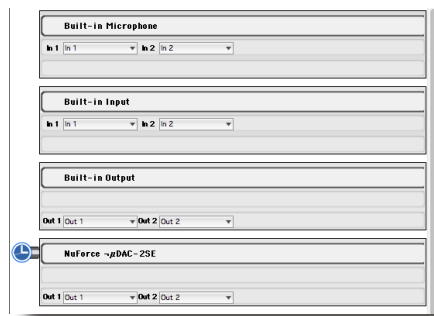 Built-in Microphone
In 1 In 1 In 2 In 2
Built-in Input
In 1 In 1 In 2 In 2
Built-in Output
Out 1 Out 1 Out 2 Out 2
NuForce ¬µDAC-2SE
Out 1 Out 1 Out 2 Out 2